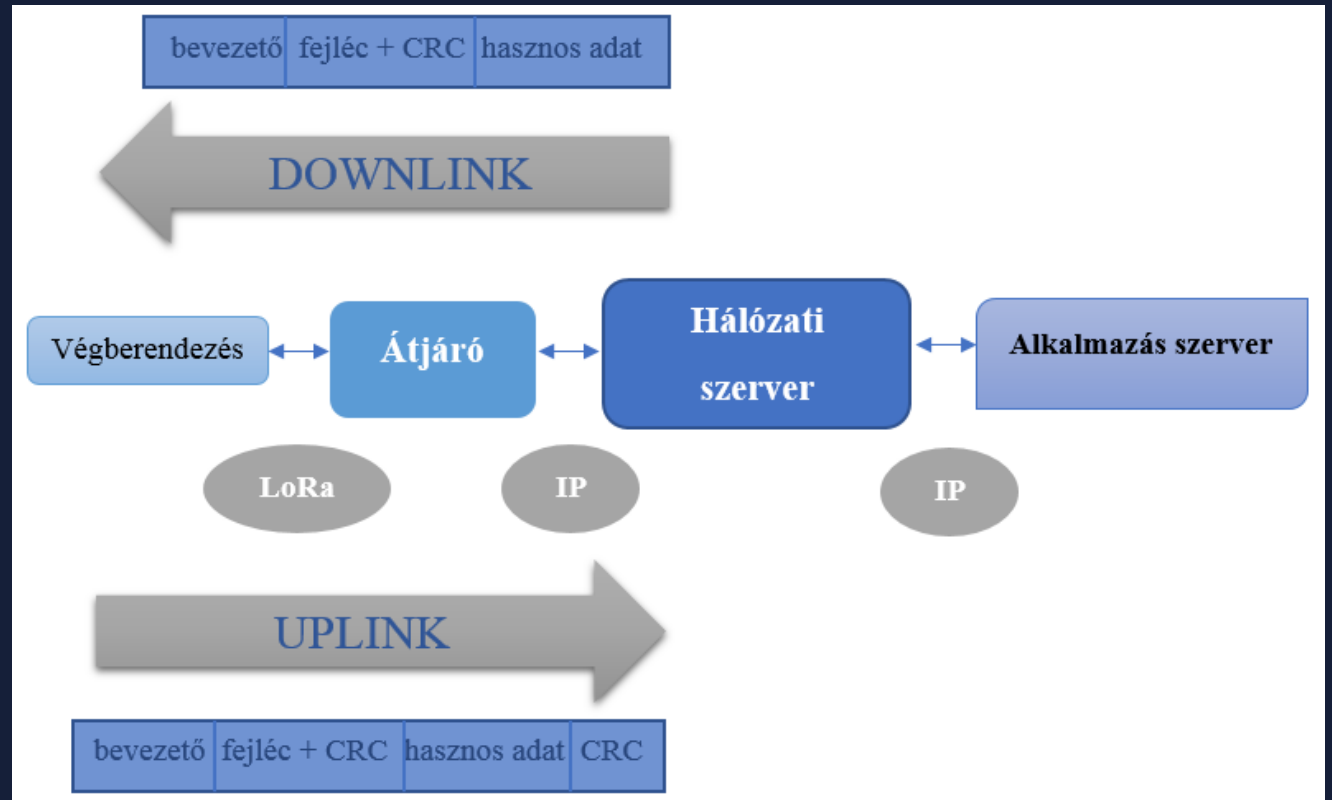 bevezető fejléc + CRC hasznos adat
DOWNLINK
Végberendezés
Átjáró
Hálózati
szerver
Alkalmazás szerver
LoRa
IP
IP
UPLINK
bevezető fejléc + CRC hasznos adat CRC